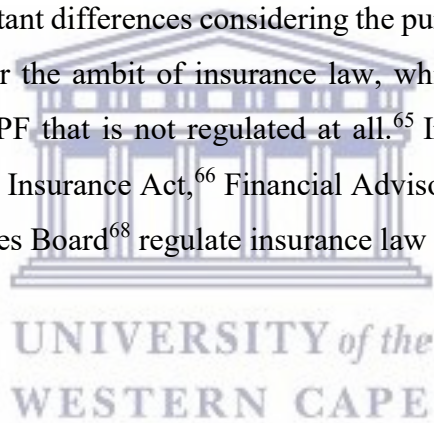 tant differences considering the pu
r the ambit of insurance law, wh
PF that is not regulated at all.65 I
Insurance Act,66 Financial Adviso
es Board68 regulate insurance law
UNIVERSITY of the
WESTERN CAPE